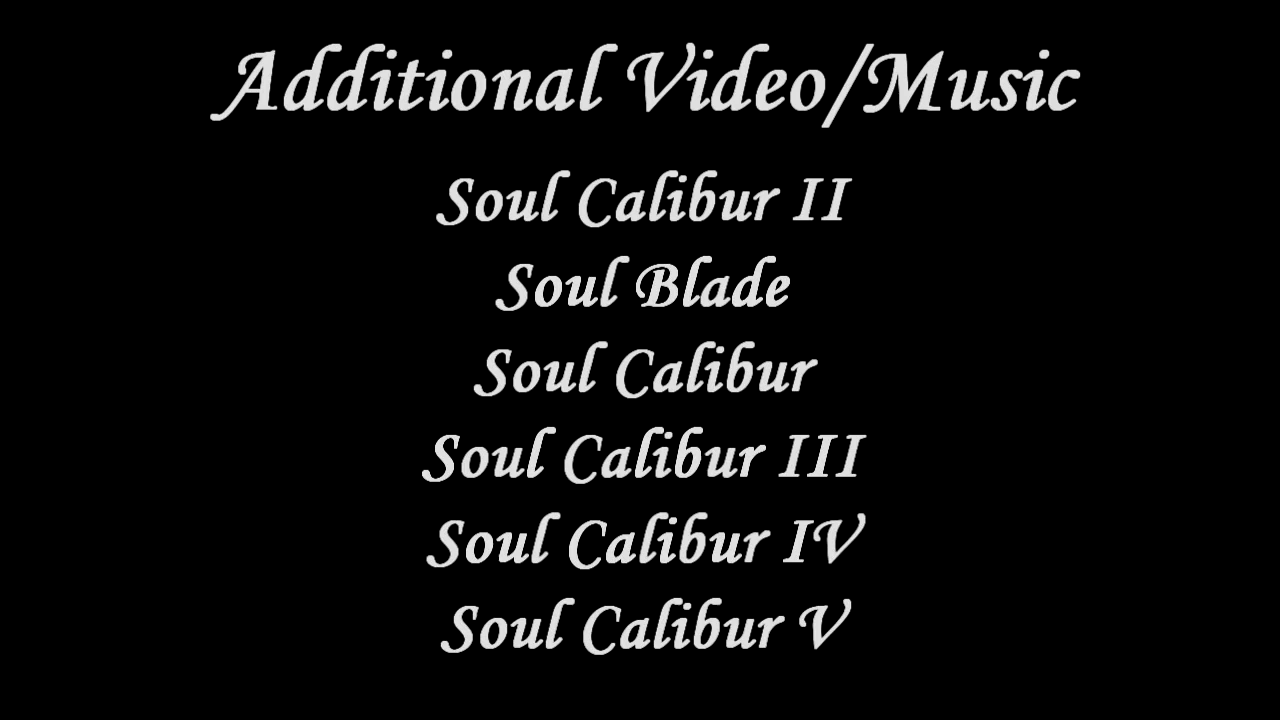 Additional Video/Music
Soul Calibur II
Soul Blade
Soul Calibur
Soul Calibur III
Soul Calibur IV
Soul Calibur V